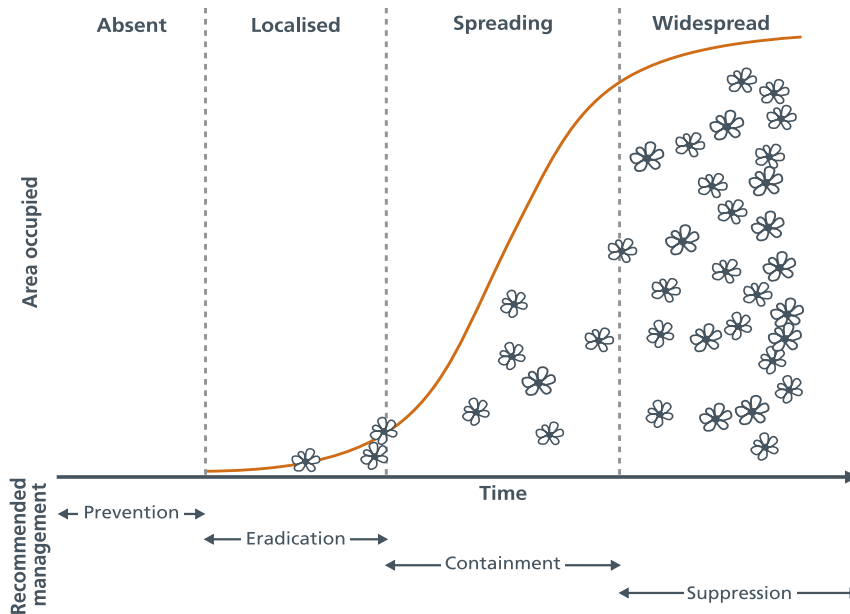 Absent
Localised
Spreading
Widespread
Area occupied
Time
Recommended
management
Prevention
Eradication
Containment
Suppression